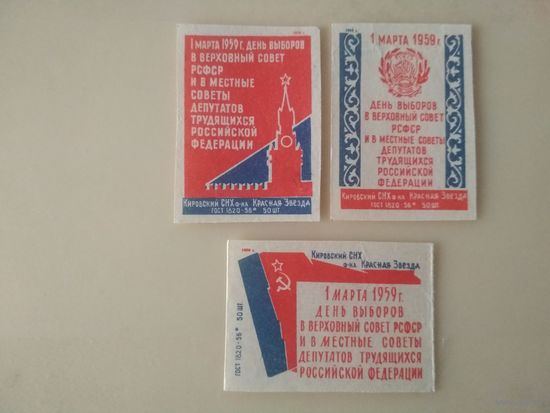 1 МАРТА 1959 г. ДЕНЬ ВЫБОРОВ
В ВЕРХОВНЫЙ СОВЕТ
РСФСР
И В МЕСТНЫЕ
СОВЕТЫ
ДЕПУТАТОВ
ТРУДЯЩИХСЯ
РОССИЙСКОЙ
ФЕДЕРАЦИИ
КИРОВСКИЙ СНХ Ф-КА КРАСНАЯ ЗВЕЗДА
ГОСТ 1820-56* 50 ШТ.
1 МАРТА 1959 г.
ДЕНЬ ВЫБОРОВ
В ВЕРХОВНЫЙ СОВЕТ
РСФСР
И В МЕСТНЫЕ СОВЕТЫ
ДЕПУТАТОВ
ТРУДЯЩИХСЯ
РОССИЙСКОЙ
ФЕДЕРАЦИИ
КИРОВСКИЙ СНХ Ф-КА КРАСНАЯ ЗВЕЗДА
ГОСТ 1820-56* 50 ШТ.
КИРОВСКИЙ СНХ
Ф-КА КРАСНАЯ ЗВЕЗДА
1 МАРТА 1959 г.
ДЕНЬ ВЫБОРОВ
В ВЕРХОВНЫЙ СОВЕТ РСФСР
И В МЕСТНЫЕ СОВЕТЫ
ДЕПУТАТОВ ТРУДЯЩИХСЯ
РОССИЙСКОЙ ФЕДЕРАЦИИ
ГОСТ 1820-56* 50 ШТ.